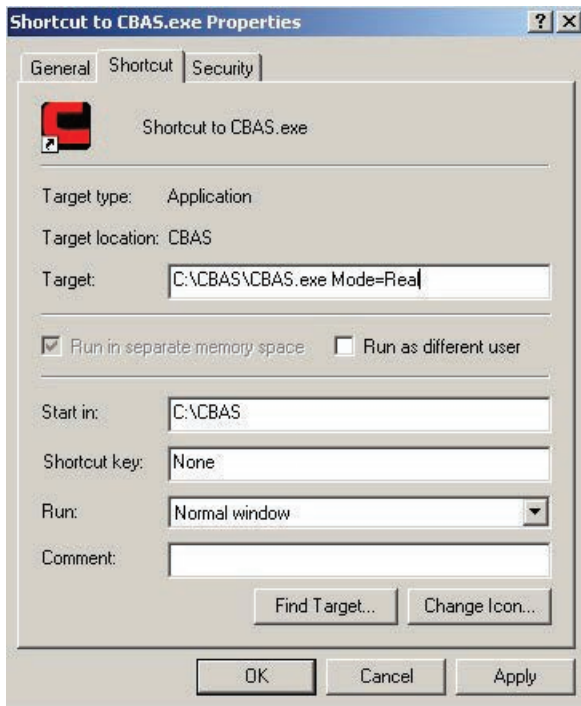 Shortcut to CBAS.exe Properties
General Shortcut Security
Shortcut to CBAS.exe
Target type: Application
Target location: CBAS
Target: C:\CBAS\CBAS.exe Mode=Real
Run in separate memory space Run as different user
Start in: C:\CBAS
Shortcut key: None
Run: Normal window
Comment:
Find Target... Change Icon...
OK Cancel Apply